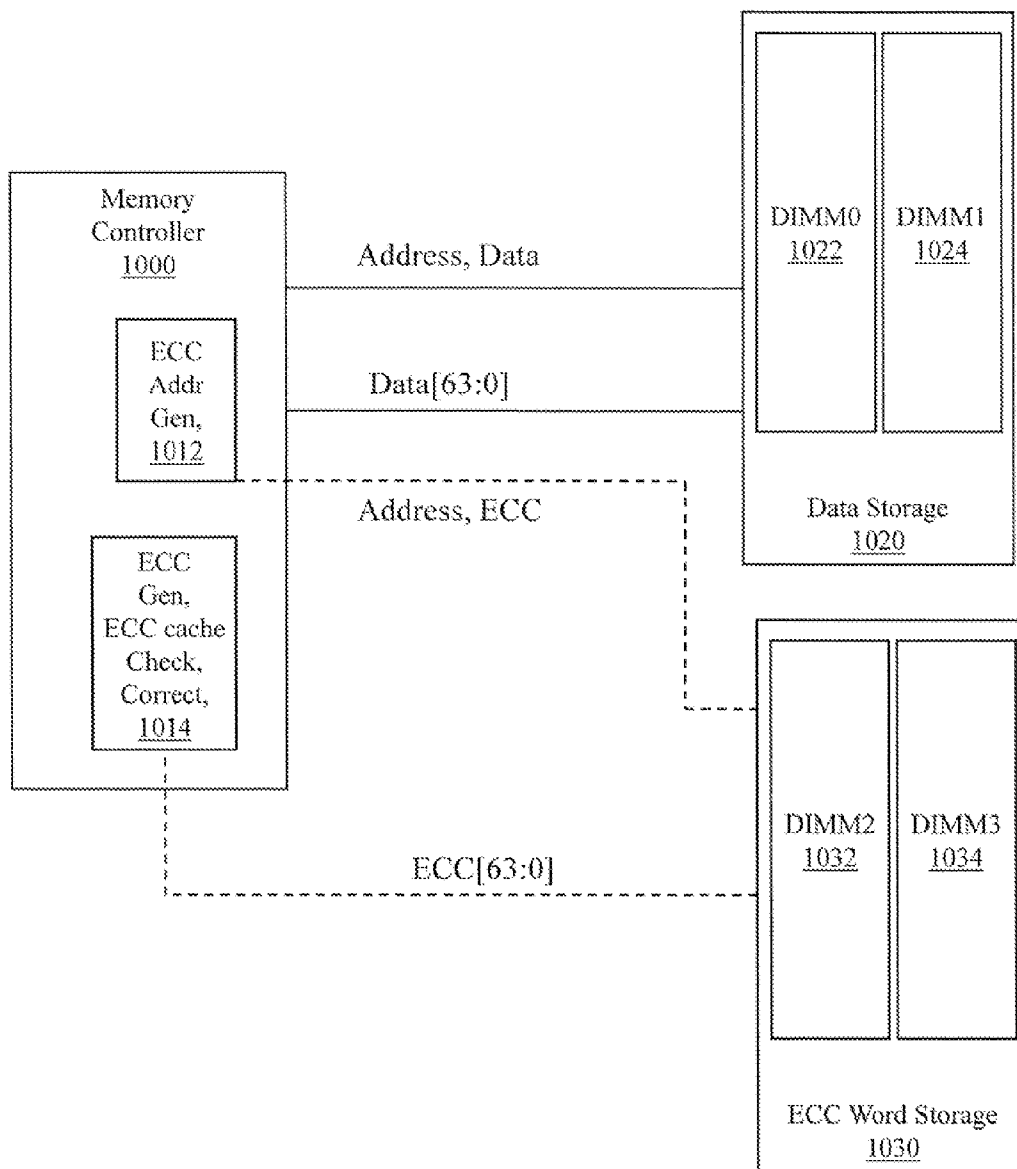 Memory
Controller
1000
ECC
Addr
Gen,
1012
ECC
Gen,
ECC cache
Check,
Correct,
1014
Address, Data
Data[63:0]
Address, ECC
ECC[63:0]
DIMM0
1022
DIMM1
1024
Data Storage
1020
DIMM2
1032
DIMM3
1034
ECC Word Storage
1030